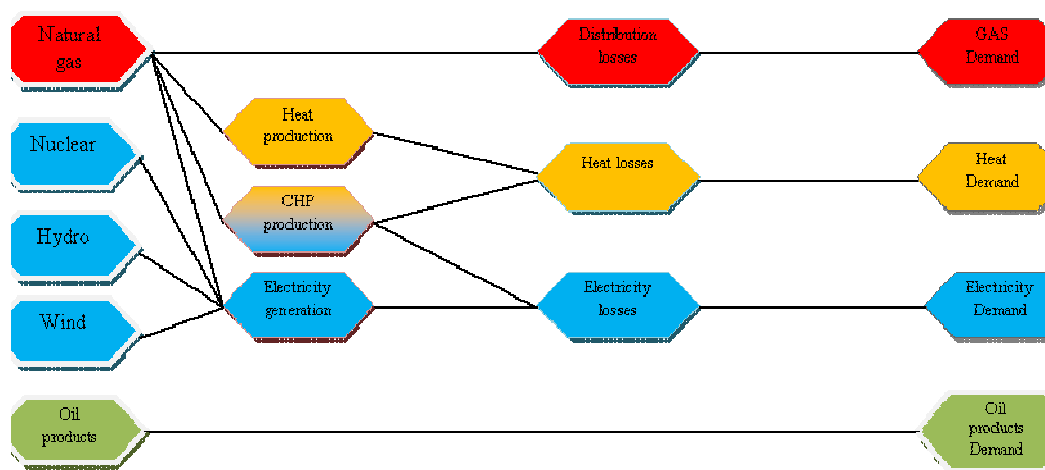 Natural
gas
Distribution
losses
GAS
Demand
Heat
production
Nuclear
Heat losses
Heat
Demand
CHP
production
Hydro
Electricity
generation
Electricity
losses
Electricity
Demand
Wind
Oil
products
Oil
products
Demand